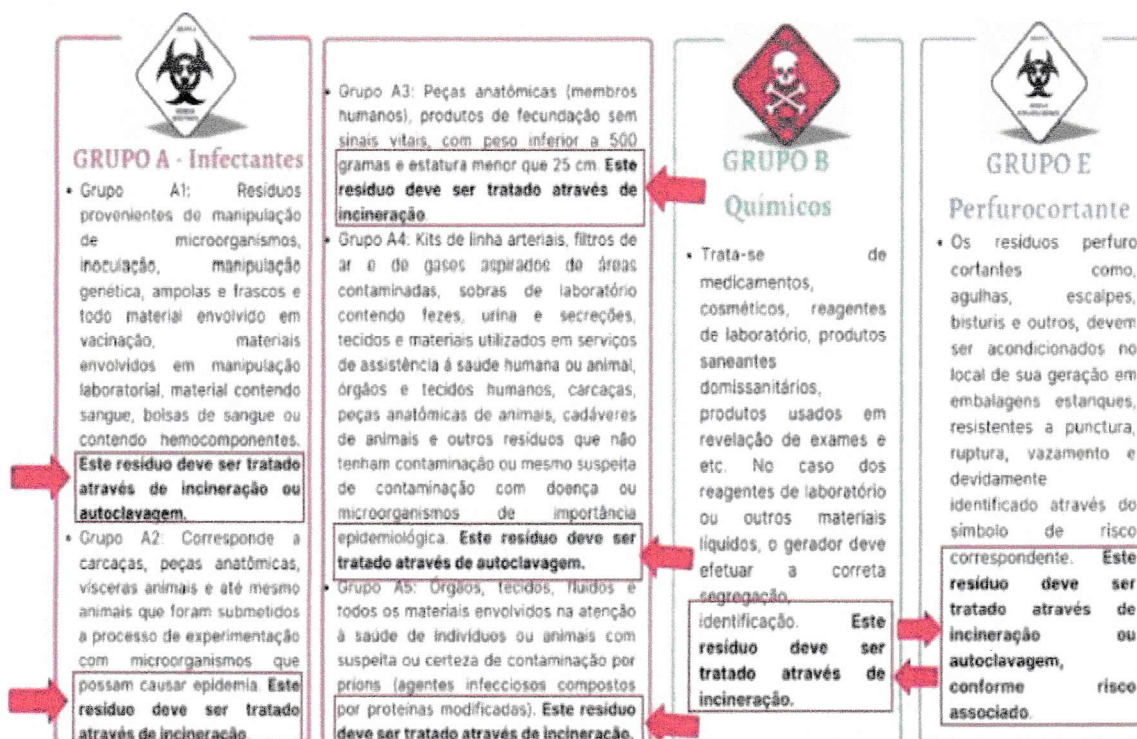 GRUPO A - Infectantes
• Grupo A1: Resíduos
provenientes de manipulação
de microorganismos,
inoculação, manipulação
genética, ampolas e frascos e
todo material envolvido em
vacinação, materiais
envolvidos em manipulação
laboratorial, material contendo
sangue, bolsas de sangue ou
contendo hemocomponentes.
Este resíduo deve ser tratado
através de incineração ou
autoclavagem.
• Grupo A2: Corresponde a
carcaças, peças anatômicas,
vísceras animais e até mesmo
animais que foram submetidos
a processo de experimentação
com microorganismos que
possam causar epidemia. Este
resíduo deve ser tratado
através de incineração.
• Grupo A3: Peças anatômicas (membros
humanos), produtos de fecundação sem
sinais vitais, com peso inferior a 500
gramas e estatura menor que 25 cm. Este
resíduo deve ser tratado através de
incineração.
• Grupo A4: Kits de linha arteriais, filtros de
ar e de gases aspirados de áreas
contaminadas, sobras de laboratório
contendo fezes, urina e secreções,
tecidos e materiais utilizados em serviços
de assistência á saude humana ou animal,
órgãos e tecidos humanos, carcaças,
peças anatômicas de animais, cadáveres
de animais e outros resíduos que não
tenham contaminação ou mesmo suspeita
de contaminação com doença ou
microorganismos de importância
epidemiológica. Este resíduo deve ser
tratado através de autoclavagem.
• Grupo A5: Órgãos, tecidos, fluidos e
todos os materiais envolvidos na atenção
à saúde de indivíduos ou animais com
suspeita ou certeza de contaminação por
príons (agentes infecciosos compostos
por proteínas modificadas). Este resíduo
deve ser tratado através de incineração.
GRUPO B
Químicos
• Trata-se de
medicamentos,
cosméticos, reagentes
de laboratório, produtos
saneantes
domissanitários,
produtos usados em
revelação de exames e
etc. No caso dos
reagentes de laboratório
ou outros materiais
líquidos, o gerador deve
efetuar a correta
segregação,
identificação. Este
resíduo deve ser
tratado através de
incineração.
GRUPO E
Perfurocortante
• Os resíduos perfuro
cortantes como,
agulhas, escalpes,
bisturis e outros, devem
ser acondicionados no
local de sua geração em
embalagens estanques,
resistentes a punctura,
ruptura, vazamento e
devidamente
identificado através do
símbolo de risco
correspondente. Este
resíduo deve ser
tratado através de
incineração ou
autoclavagem,
conforme risco
associado.